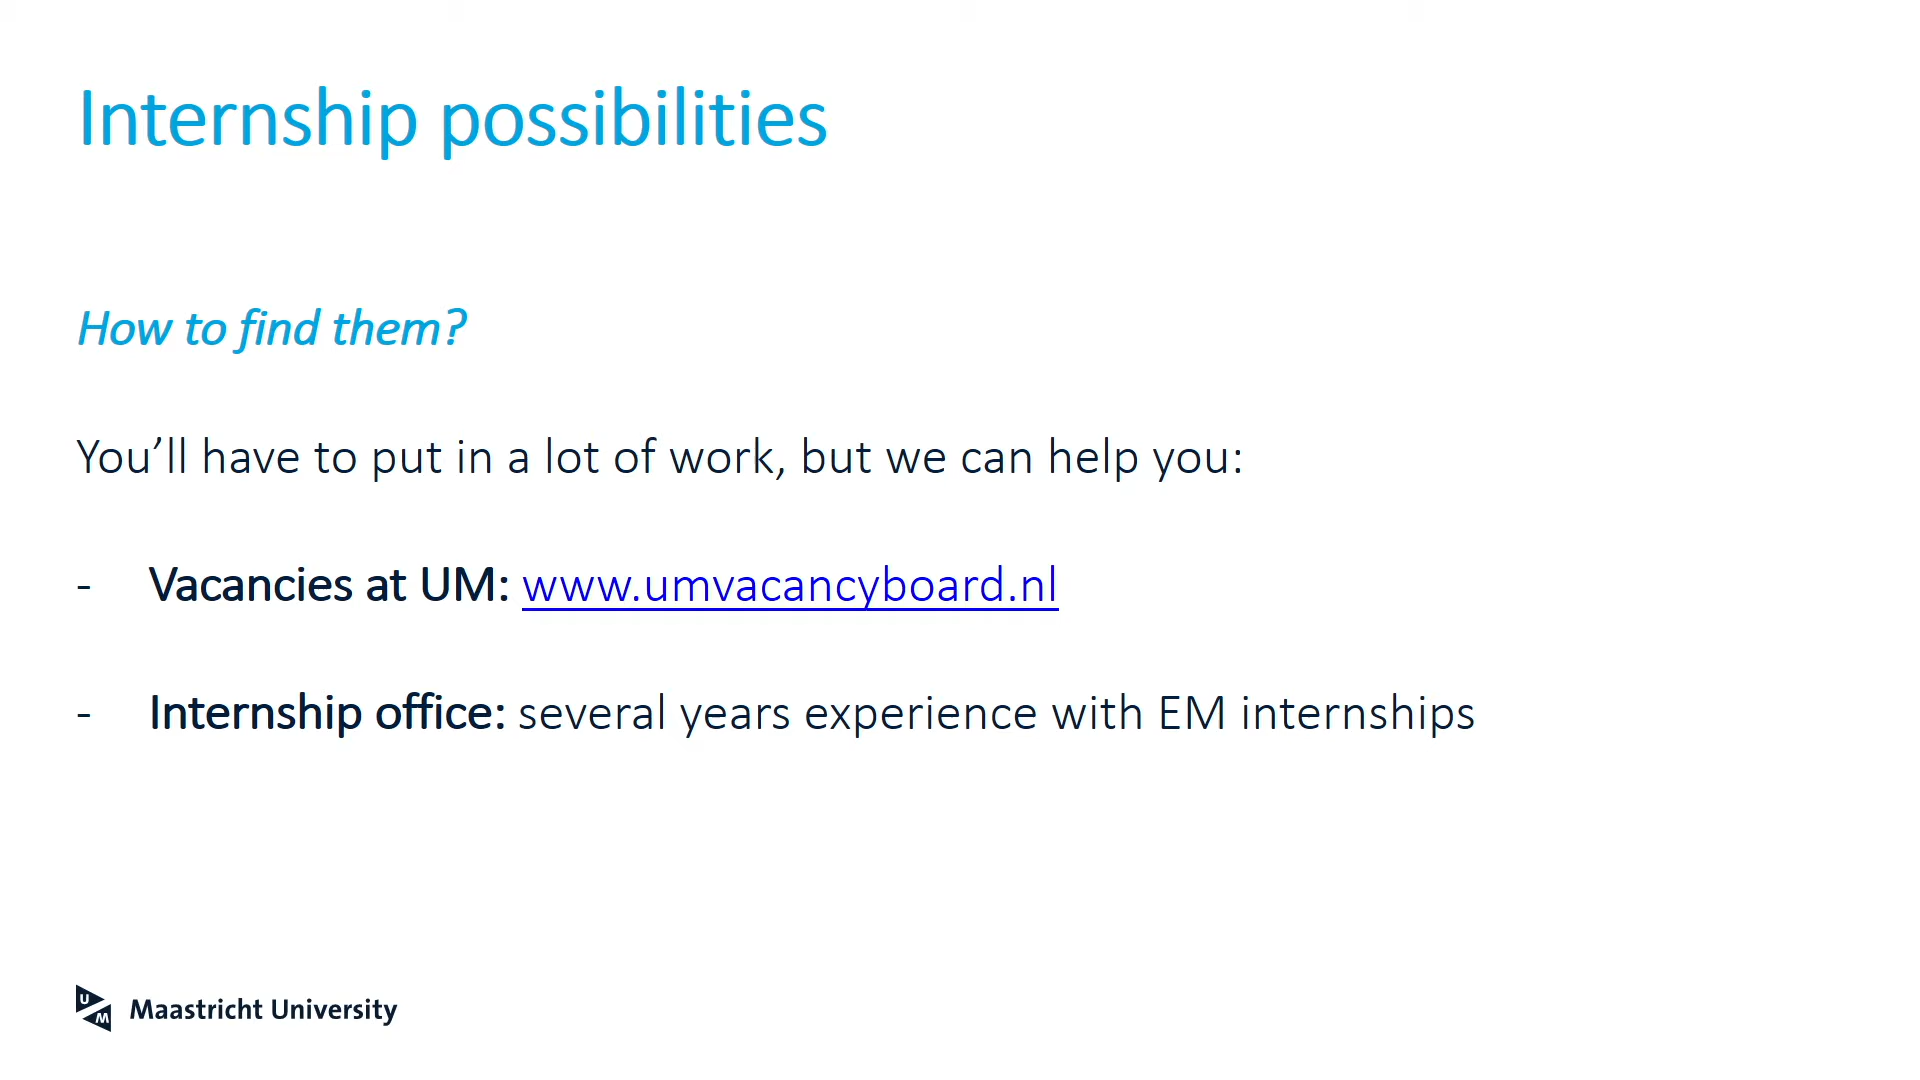 Internship possibilities
How to find them?
You’ll have to put in a lot of work, but we can help you:
- Vacancies at UM: www.umvacancyboard.nl
- Internship office: several years experience with EM internships
U
M
Maastricht University